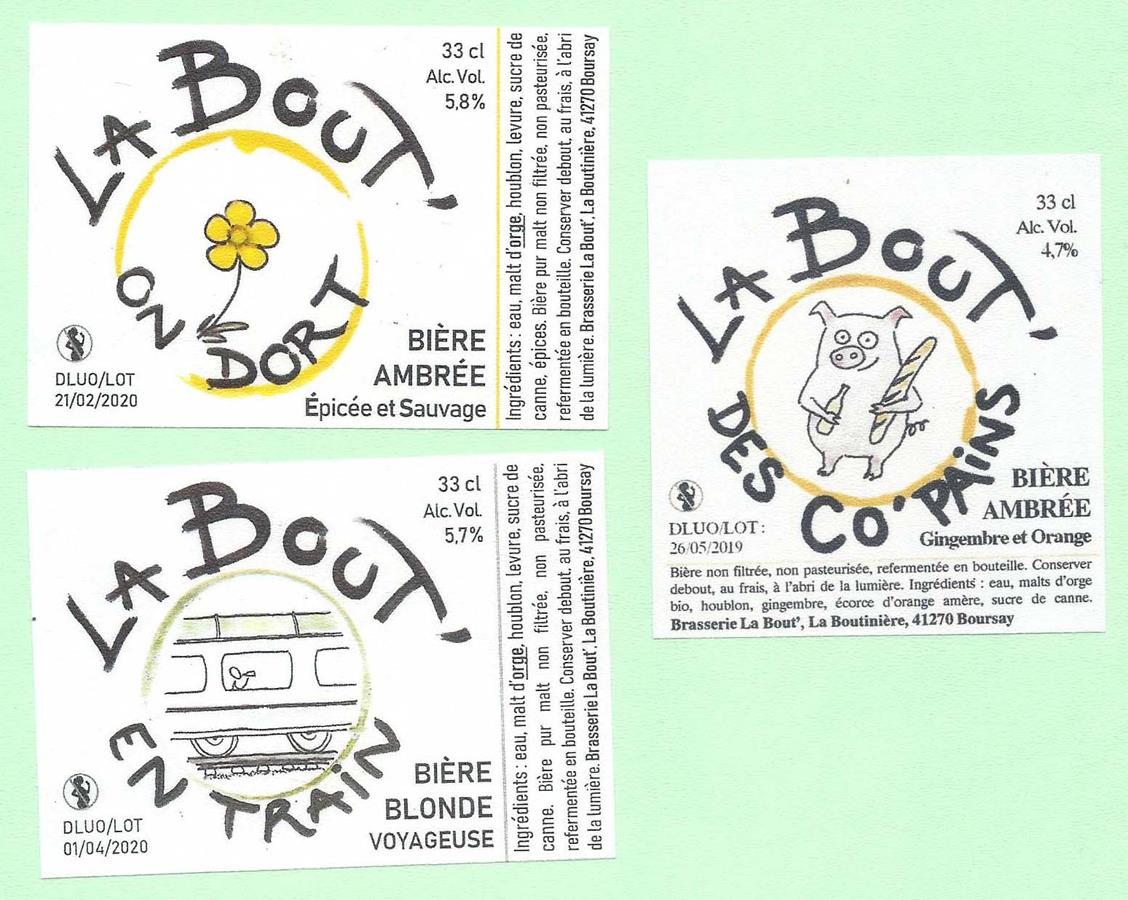 LA BOUT'
ON DORT
33 cl
Alc. Vol.
5,8%
DLUO/LOT
21/02/2020
BIÈRE
AMBRÉE
Épicée et Sauvage
Ingrédients : eau, malt d'orge, houblon, levure, sucre de
canne, épices. Bière pur malt non filtrée, non pasteurisée,
refermentée en bouteille. Conserver debout, au frais, à l'abri
de la lumière. Brasserie La Bout', La Boutinière, 41270 Boursay
LA BOUT'
EN TRAiN
33 cl
Alc. Vol.
5,7%
DLUO/LOT
01/04/2020
BIÈRE
BLONDE
VOYAGEUSE
Ingrédients : eau, malt d'orge, houblon, levure, sucre de
canne. Bière pur malt non filtrée, non pasteurisée,
refermentée en bouteille. Conserver debout, au frais, à l'abri
de la lumière. Brasserie La Bout', La Boutinière, 41270 Boursay
LA BOUT'
DES CO'PAiNS
33 cl
Alc. Vol.
4,7%
DLUO/LOT :
26/05/2019
BIÈRE
AMBRÉE
Gingembre et Orange
Bière non filtrée, non pasteurisée, refermentée en bouteille. Conserver
debout, au frais, à l'abri de la lumière. Ingrédients : eau, malts d'orge
bio, houblon, gingembre, écorce d'orange amère, sucre de canne.
Brasserie La Bout', La Boutinière, 41270 Boursay